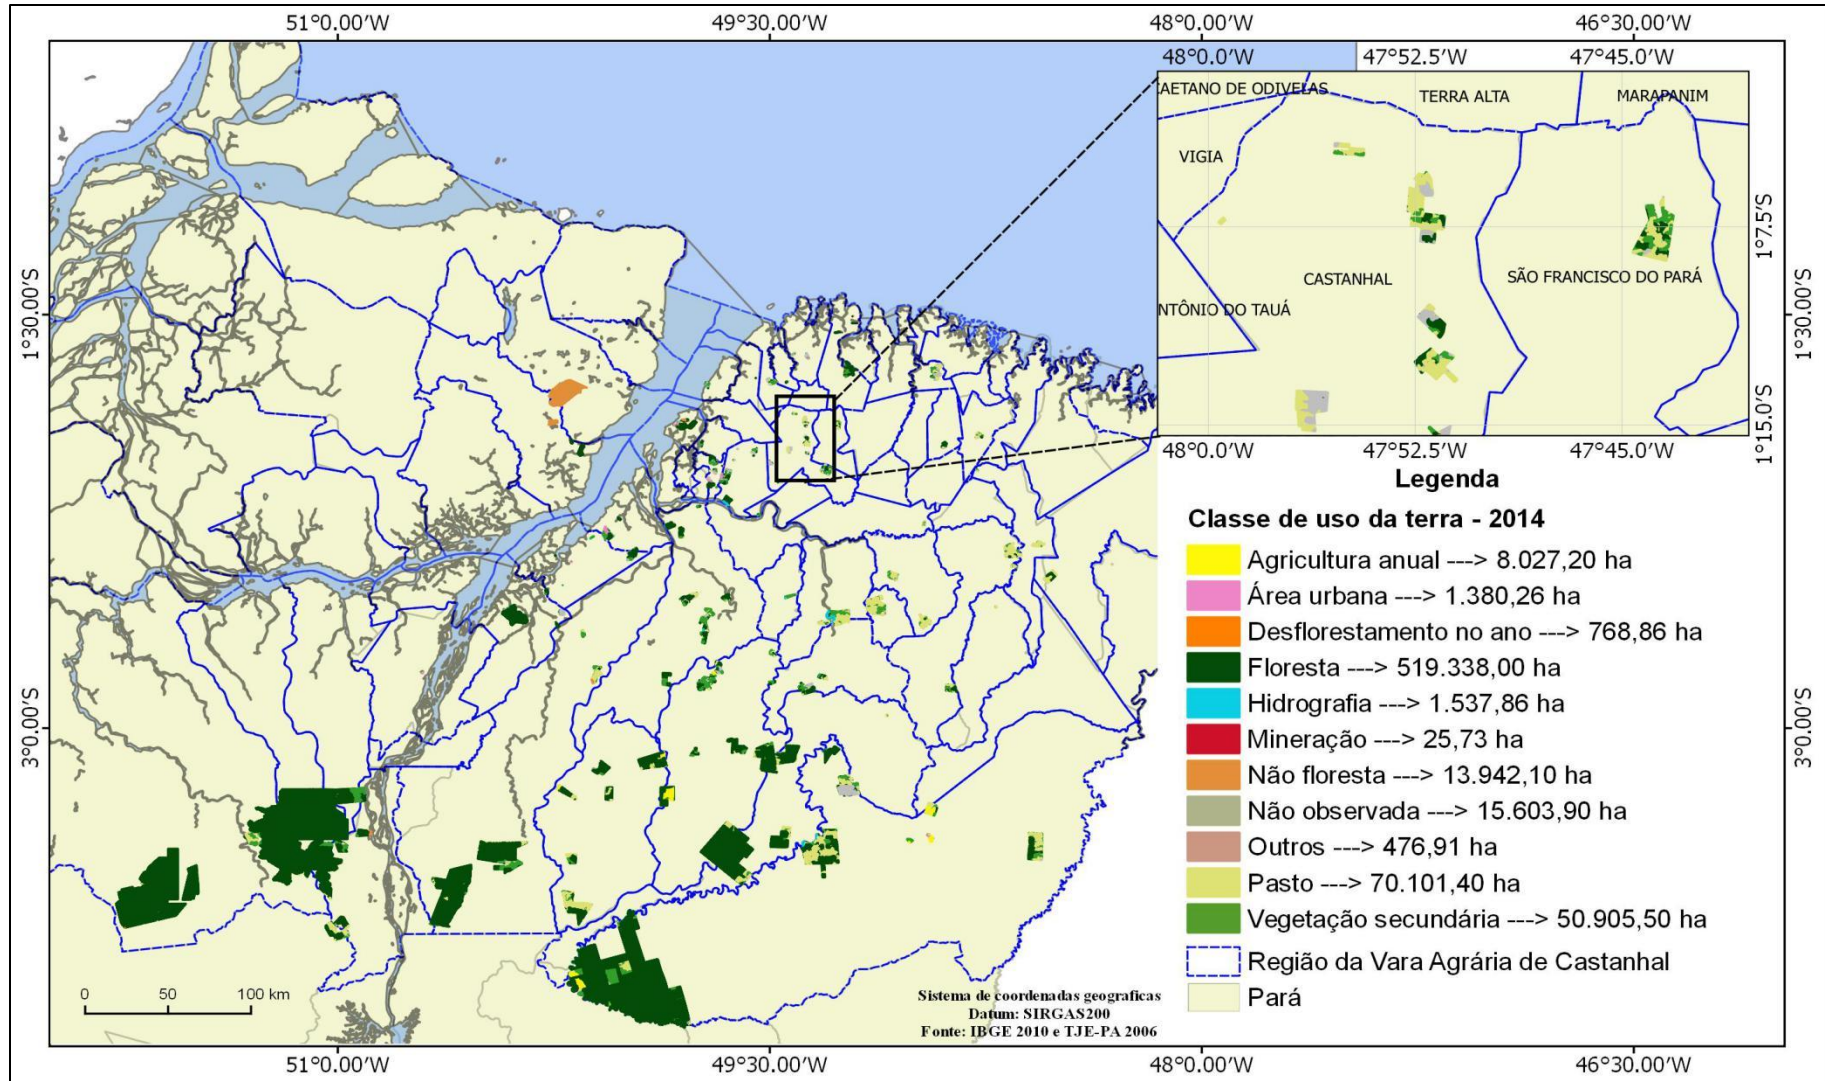 51°0.00'W 49°30.00'W 48°0.00'W 46°30.00'W
48°0.0'W 47°52.5'W 47°45.0'W
AETANO DE ODIVELAS TERRA ALTA MARAPANIM
VIGIA
1°7.5'S
CASTANHAL SÃO FRANCISCO DO PARÁ
NTÔNIO DO TAUÁ
1°30.00'S 1°30.00'S
1°15.0'S
48°0.0'W 47°52.5'W 47°45.0'W
Legenda
Classe de uso da terra - 2014
Agricultura anual ---> 8.027,20 ha
Área urbana ---> 1.380,26 ha
Desflorestamento no ano ---> 768,86 ha
Floresta ---> 519.338,00 ha
Hidrografia ---> 1.537,86 ha
Mineração ---> 25,73 ha
Não floresta ---> 13.942,10 ha
Não observada ---> 15.603,90 ha
Outros ---> 476,91 ha
Pasto ---> 70.101,40 ha
Vegetação secundária ---> 50.905,50 ha
Região da Vara Agrária de Castanhal
Pará
3°0.00'S 3°0.00'S
0 50 100 km
Sistema de coordenadas geograficas
Datum: SIRGAS200
Fonte: IBGE 2010 e TJE-PA 2006
51°0.00'W 49°30.00'W 48°0.00'W 46°30.00'W